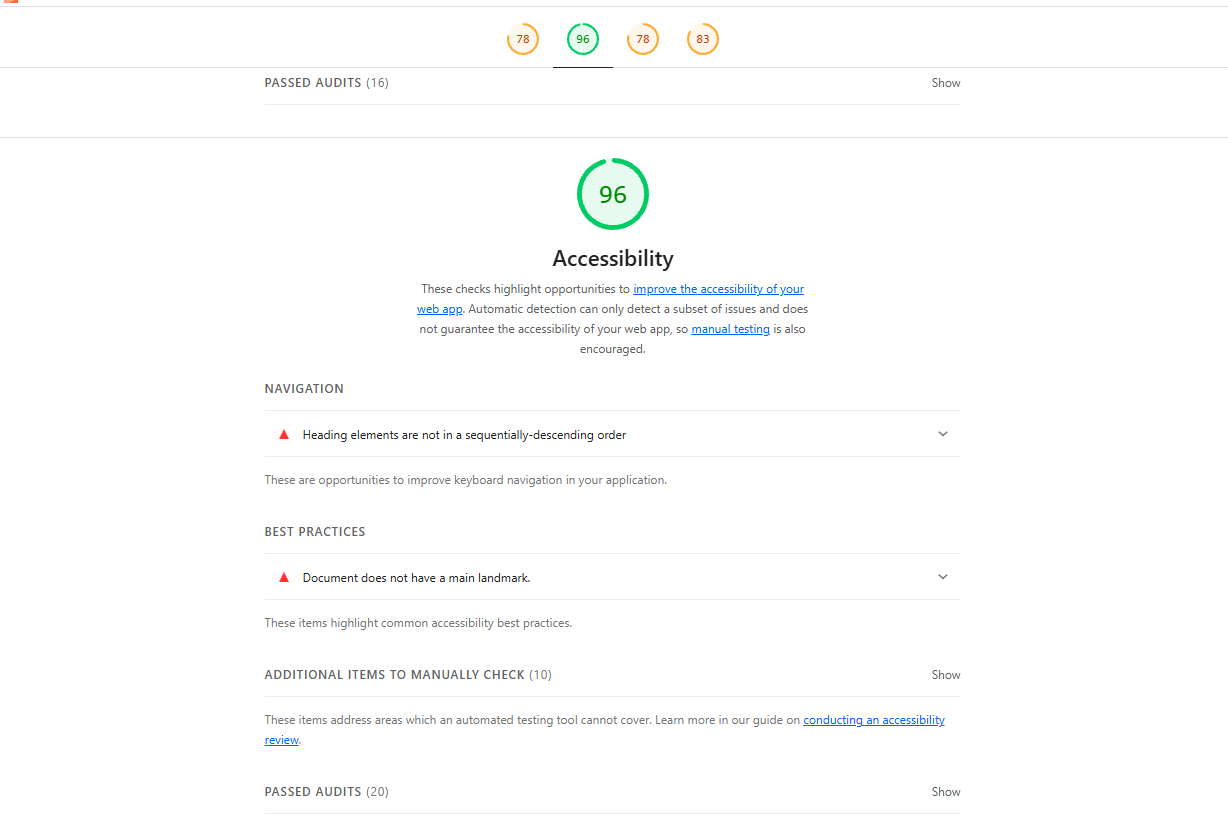 78 96 78 83
PASSED AUDITS (16) Show
96
Accessibility
These checks highlight opportunities to improve the accessibility of your
web app. Automatic detection can only detect a subset of issues and does
not guarantee the accessibility of your web app, so manual testing is also
encouraged.
NAVIGATION
Heading elements are not in a sequentially-descending order
These are opportunities to improve keyboard navigation in your application.
BEST PRACTICES
Document does not have a main landmark.
These items highlight common accessibility best practices.
ADDITIONAL ITEMS TO MANUALLY CHECK (10) Show
These items address areas which an automated testing tool cannot cover. Learn more in our guide on conducting an accessibility
review.
PASSED AUDITS (20) Show